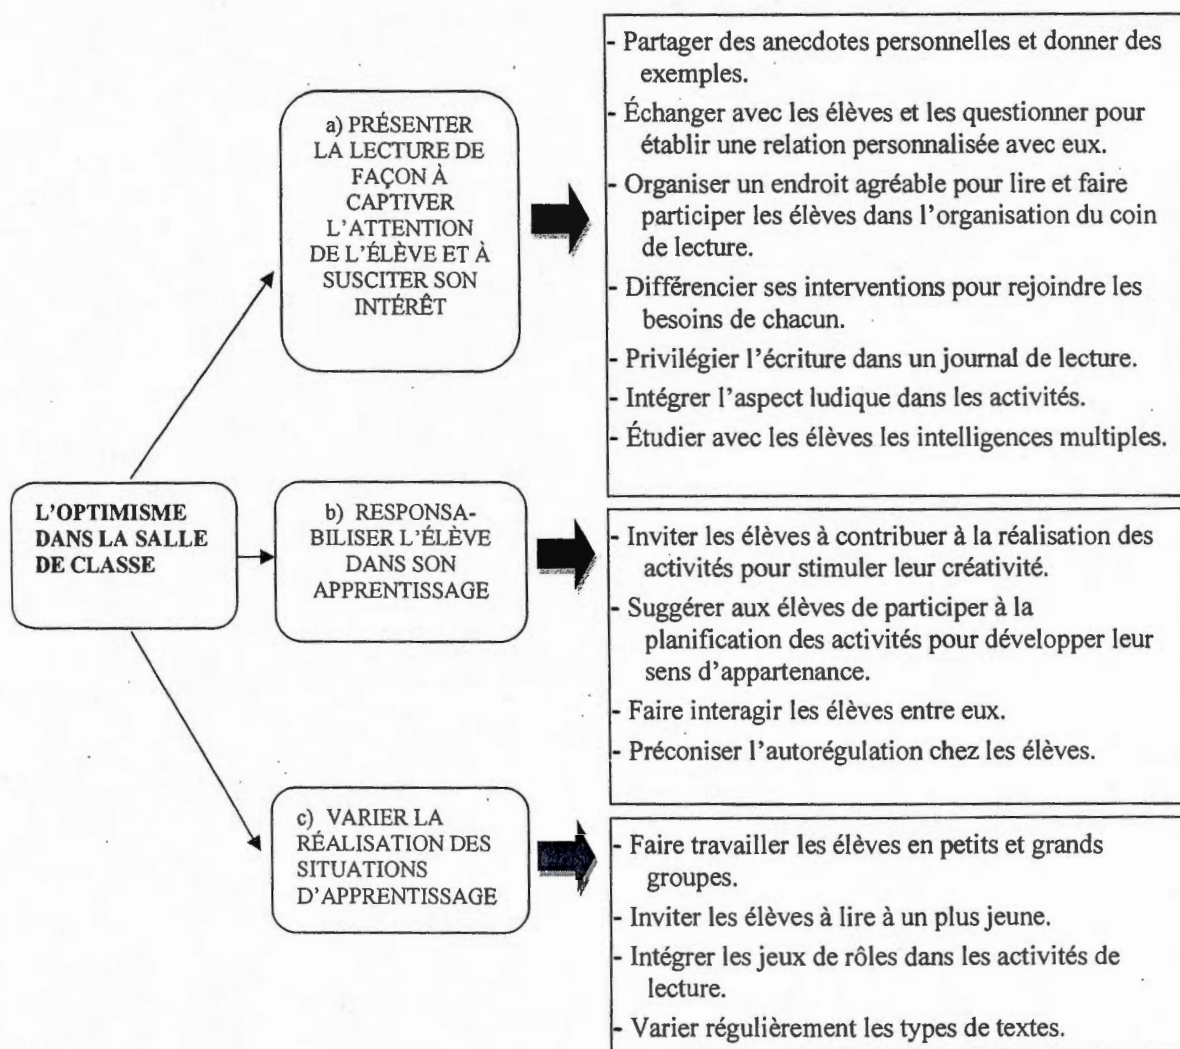 L'OPTIMISME
DANS LA SALLE
DE CLASSE
a) PRÉSENTER
LA LECTURE DE
FAÇON À
CAPTIVER
L'ATTENTION
DE L'ÉLÈVE ET À
SUSCITER SON
INTÉRÊT
- Partager des anecdotes personnelles et donner des
exemples.
- Échanger avec les élèves et les questionner pour
établir une relation personnalisée avec eux.
- Organiser un endroit agréable pour lire et faire
participer les élèves dans l'organisation du coin
de lecture.
- Différencier ses interventions pour rejoindre les
besoins de chacun.
- Privilégier l'écriture dans un journal de lecture.
- Intégrer l'aspect ludique dans les activités.
- Étudier avec les élèves les intelligences multiples.
b) RESPONSA-
BILISER L'ÉLÈVE
DANS SON
APPRENTISSAGE
- Inviter les élèves à contribuer à la réalisation des
activités pour stimuler leur créativité.
- Suggérer aux élèves de participer à la
planification des activités pour développer leur
sens d'appartenance.
- Faire interagir les élèves entre eux.
- Préconiser l'autorégulation chez les élèves.
c) VARIER LA
RÉALISATION DES
SITUATIONS
D'APPRENTISSAGE
- Faire travailler les élèves en petits et grands
groupes.
- Inviter les élèves à lire à un plus jeune.
- Intégrer les jeux de rôles dans les activités de
lecture.
- Varier régulièrement les types de textes.